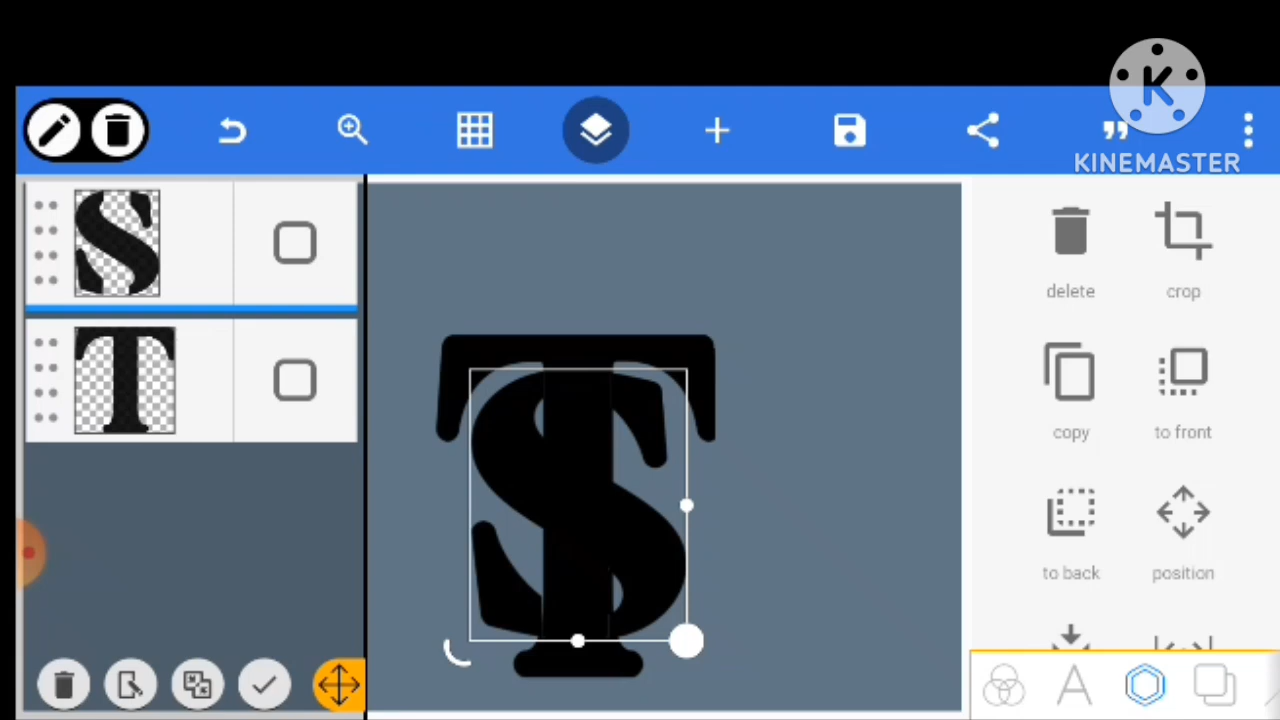 K
KINEMASTER
S
T
T
S
delete
crop
copy
to front
to back
position
A